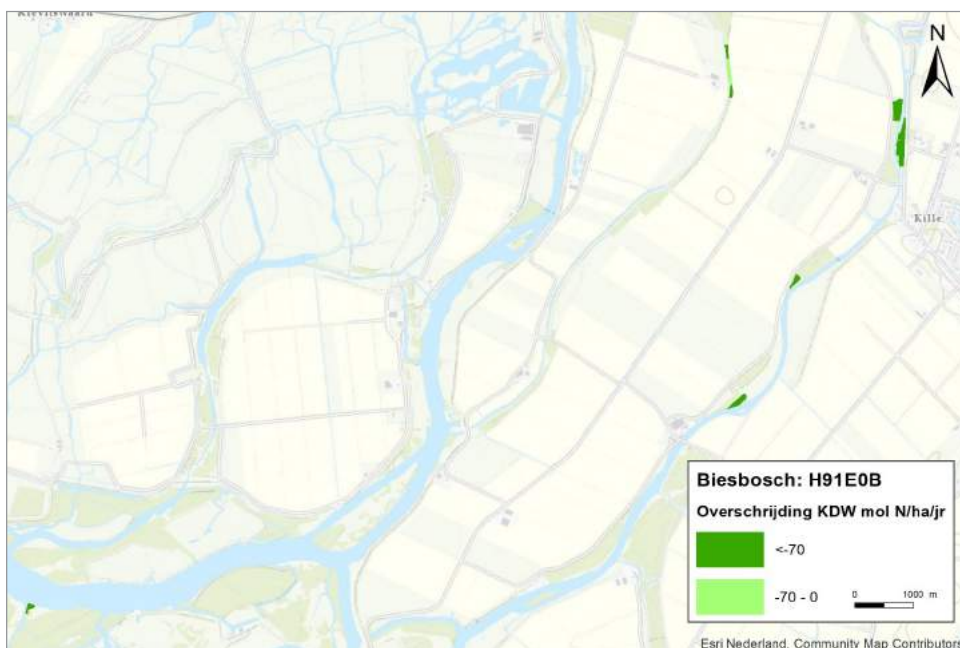 N
Kille
Biesbosch: H91E0B
Overschrijding KDW mol N/ha/jr
<-70
-70 - 0
0 1000 m
Esri Nederland, Community Map Contributors